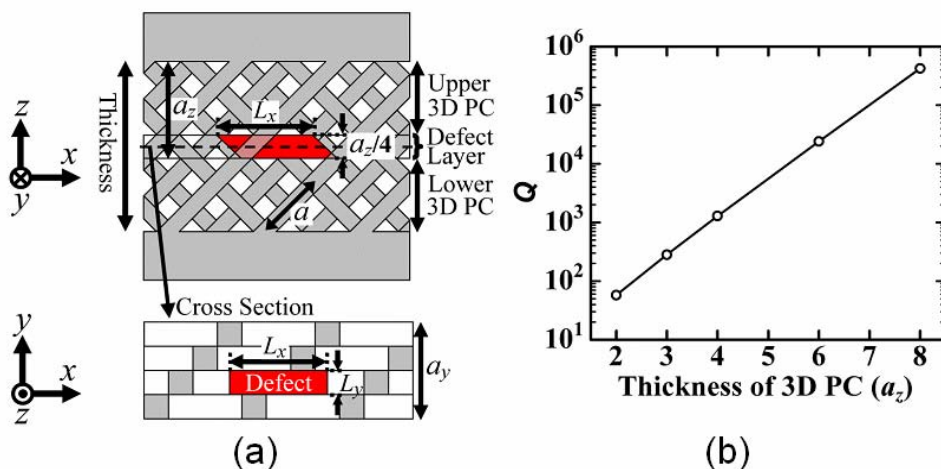 z
x
y
Thickness
a_z
L_x
a
a_z/4
Upper
3D PC
Defect
Layer
Lower
3D PC
Cross Section
y
x
z
L_x
Defect
L_y
a_y
(a)
Q
10^6
10^5
10^4
10^3
10^2
10^1
2 3 4 5 6 7 8
Thickness of 3D PC (a_z)
(b)